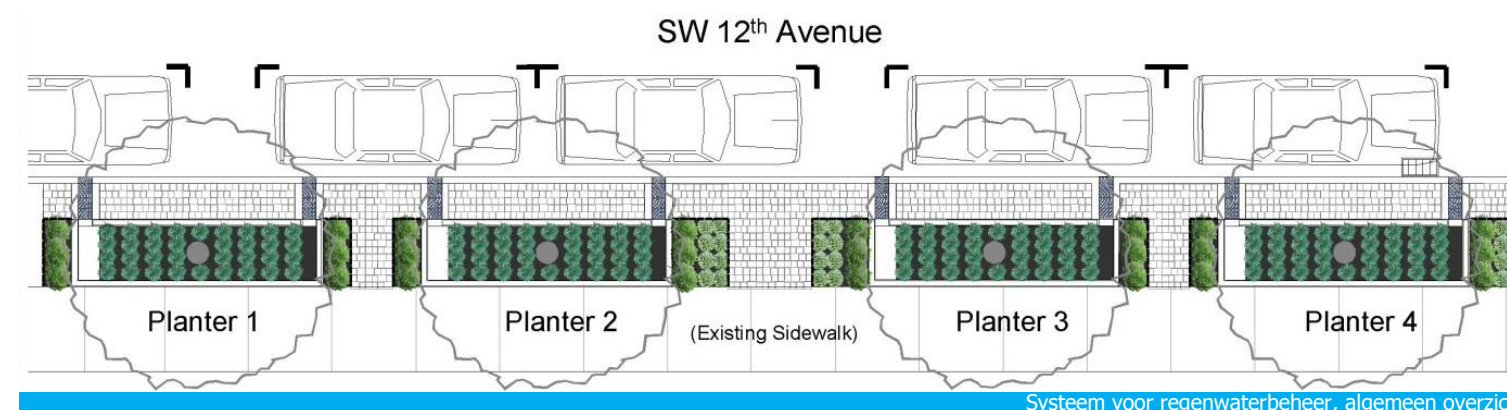 SW 12th Avenue
Planter 1
Planter 2
(Existing Sidewalk)
Planter 3
Planter 4
Systeem voor regenwaterbeheer, algemeen